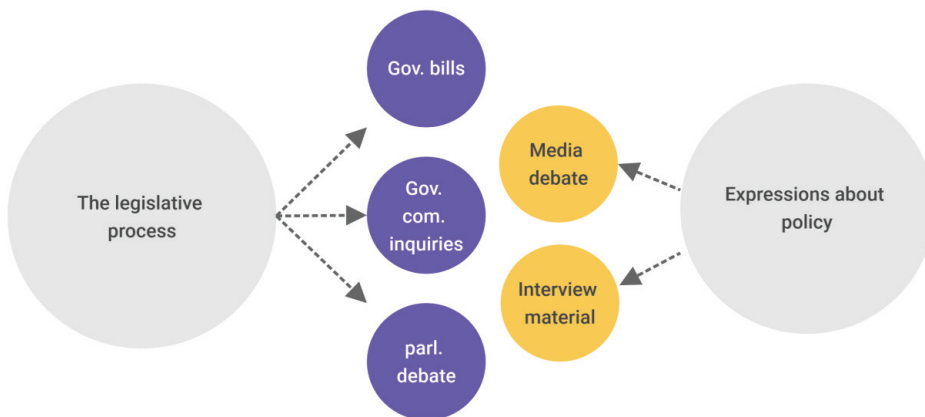 The legislative
process
Gov. bills
Gov.
com.
inquiries
parl.
debate
Media
debate
Interview
material
Expressions about
policy